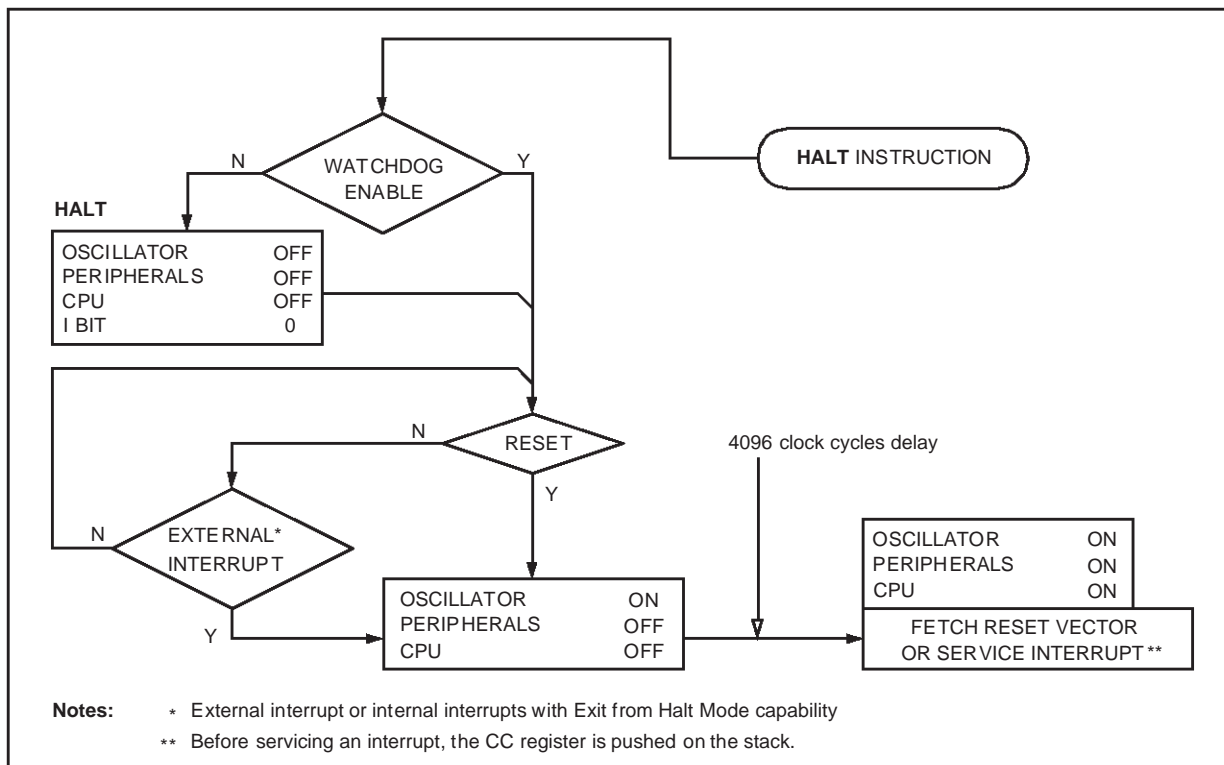 HALT INSTRUCTION
WATCHDOG
ENABLE
N
Y
HALT
OSCILLATOR OFF
PERIPHERALS OFF
CPU OFF
I BIT 0
RESET
N
Y
EXTERNAL*
INTERRUPT
N
Y
OSCILLATOR ON
PERIPHERALS OFF
CPU OFF
4096 clock cycles delay
OSCILLATOR ON
PERIPHERALS ON
CPU ON
FETCH RESET VECTOR
OR SERVICE INTERRUPT**
Notes: * External interrupt or internal interrupts with Exit from Halt Mode capability
** Before servicing an interrupt, the CC register is pushed on the stack.